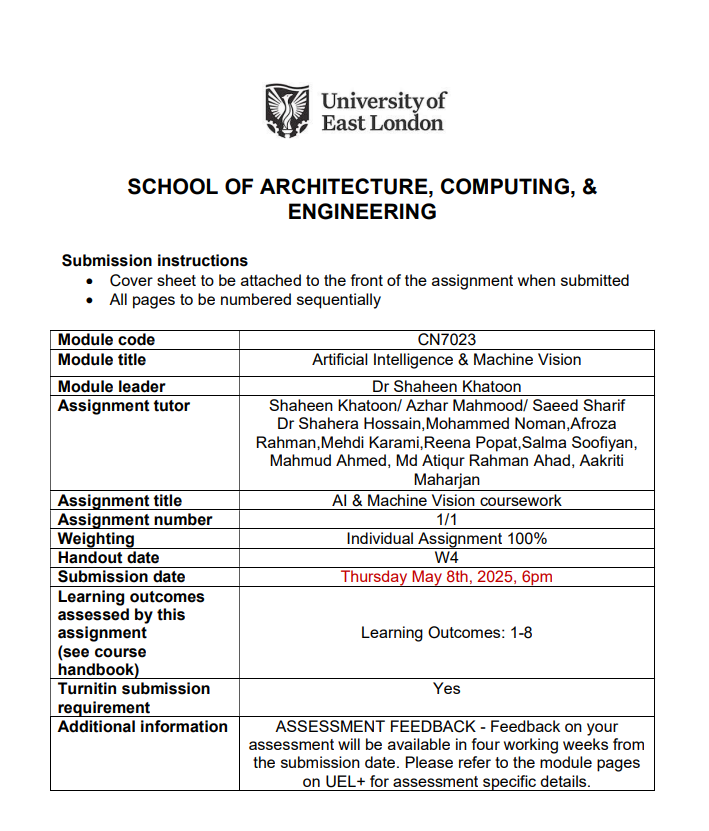 University of
East London
SCHOOL OF ARCHITECTURE, COMPUTING, &
ENGINEERING
Submission instructions
• Cover sheet to be attached to the front of the assignment when submitted
• All pages to be numbered sequentially
Module code CN7023
Module title Artificial Intelligence & Machine Vision
Module leader Dr Shaheen Khatoon
Assignment tutor Shaheen Khatoon/ Azhar Mahmood/ Saeed Sharif
Dr Shahera Hossain,Mohammed Noman,Afroza
Rahman,Mehdi Karami,Reena Popat,Salma Soofiyan,
Mahmud Ahmed, Md Atiqur Rahman Ahad, Aakriti
Maharjan
Assignment title AI & Machine Vision coursework
Assignment number 1/1
Weighting Individual Assignment 100%
Handout date W4
Submission date Thursday May 8th, 2025, 6pm
Learning outcomes
assessed by this
assignment
(see course
handbook)
Learning Outcomes: 1-8
Turnitin submission
requirement
Yes
Additional information ASSESSMENT FEEDBACK - Feedback on your
assessment will be available in four working weeks from
the submission date. Please refer to the module pages
on UEL+ for assessment specific details.